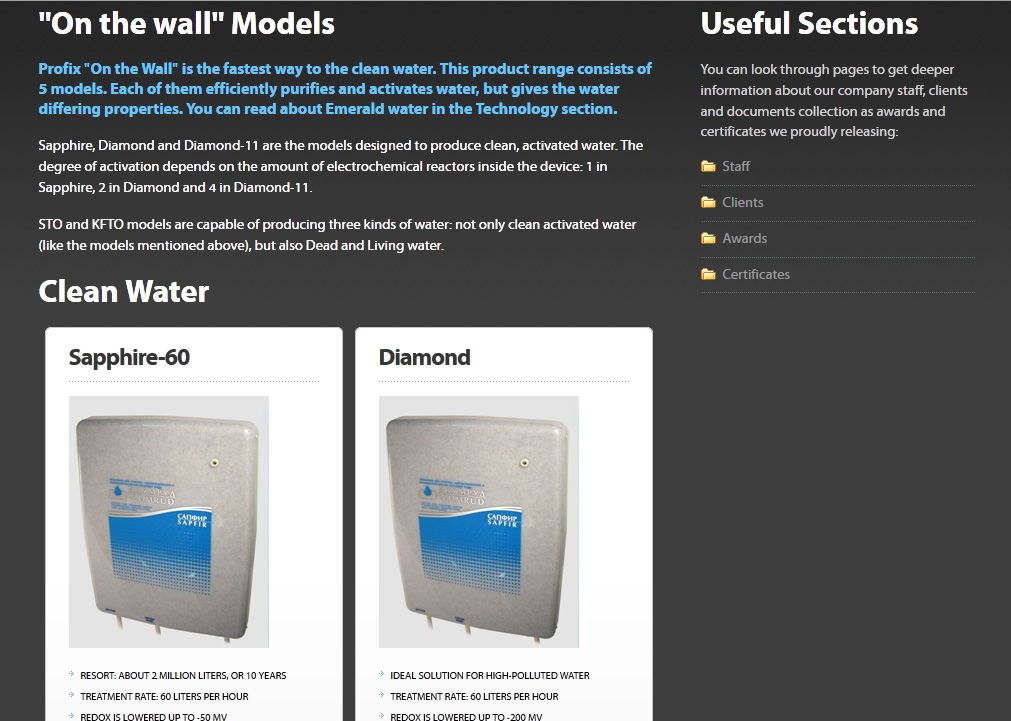 "On the wall" Models
Profix "On the Wall" is the fastest way to the clean water. This product range consists of
5 models. Each of them efficiently purifies and activates water, but gives the water
differing properties. You can read about Emerald water in the Technology section.
Sapphire, Diamond and Diamond-11 are the models designed to produce clean, activated water. The
degree of activation depends on the amount of electrochemical reactors inside the device: 1 in
Sapphire, 2 in Diamond and 4 in Diamond-11.
STO and KFTO models are capable of producing three kinds of water: not only clean activated water
(like the models mentioned above), but also Dead and Living water.
Clean Water
Sapphire-60
САПФИР
SAPFIR
RESORT: ABOUT 2 MILLION LITERS, OR 10 YEARS
TREATMENT RATE: 60 LITERS PER HOUR
REDOX IS LOWERED UP TO -50 MV
Diamond
САПФИР
SAPFIR
IDEAL SOLUTION FOR HIGH-POLLUTED WATER
TREATMENT RATE: 60 LITERS PER HOUR
REDOX IS LOWERED UP TO -200 MV
Useful Sections
You can look through pages to get deeper
information about our company staff, clients
and documents collection as awards and
certificates we proudly releasing:
Staff
Clients
Awards
Certificates